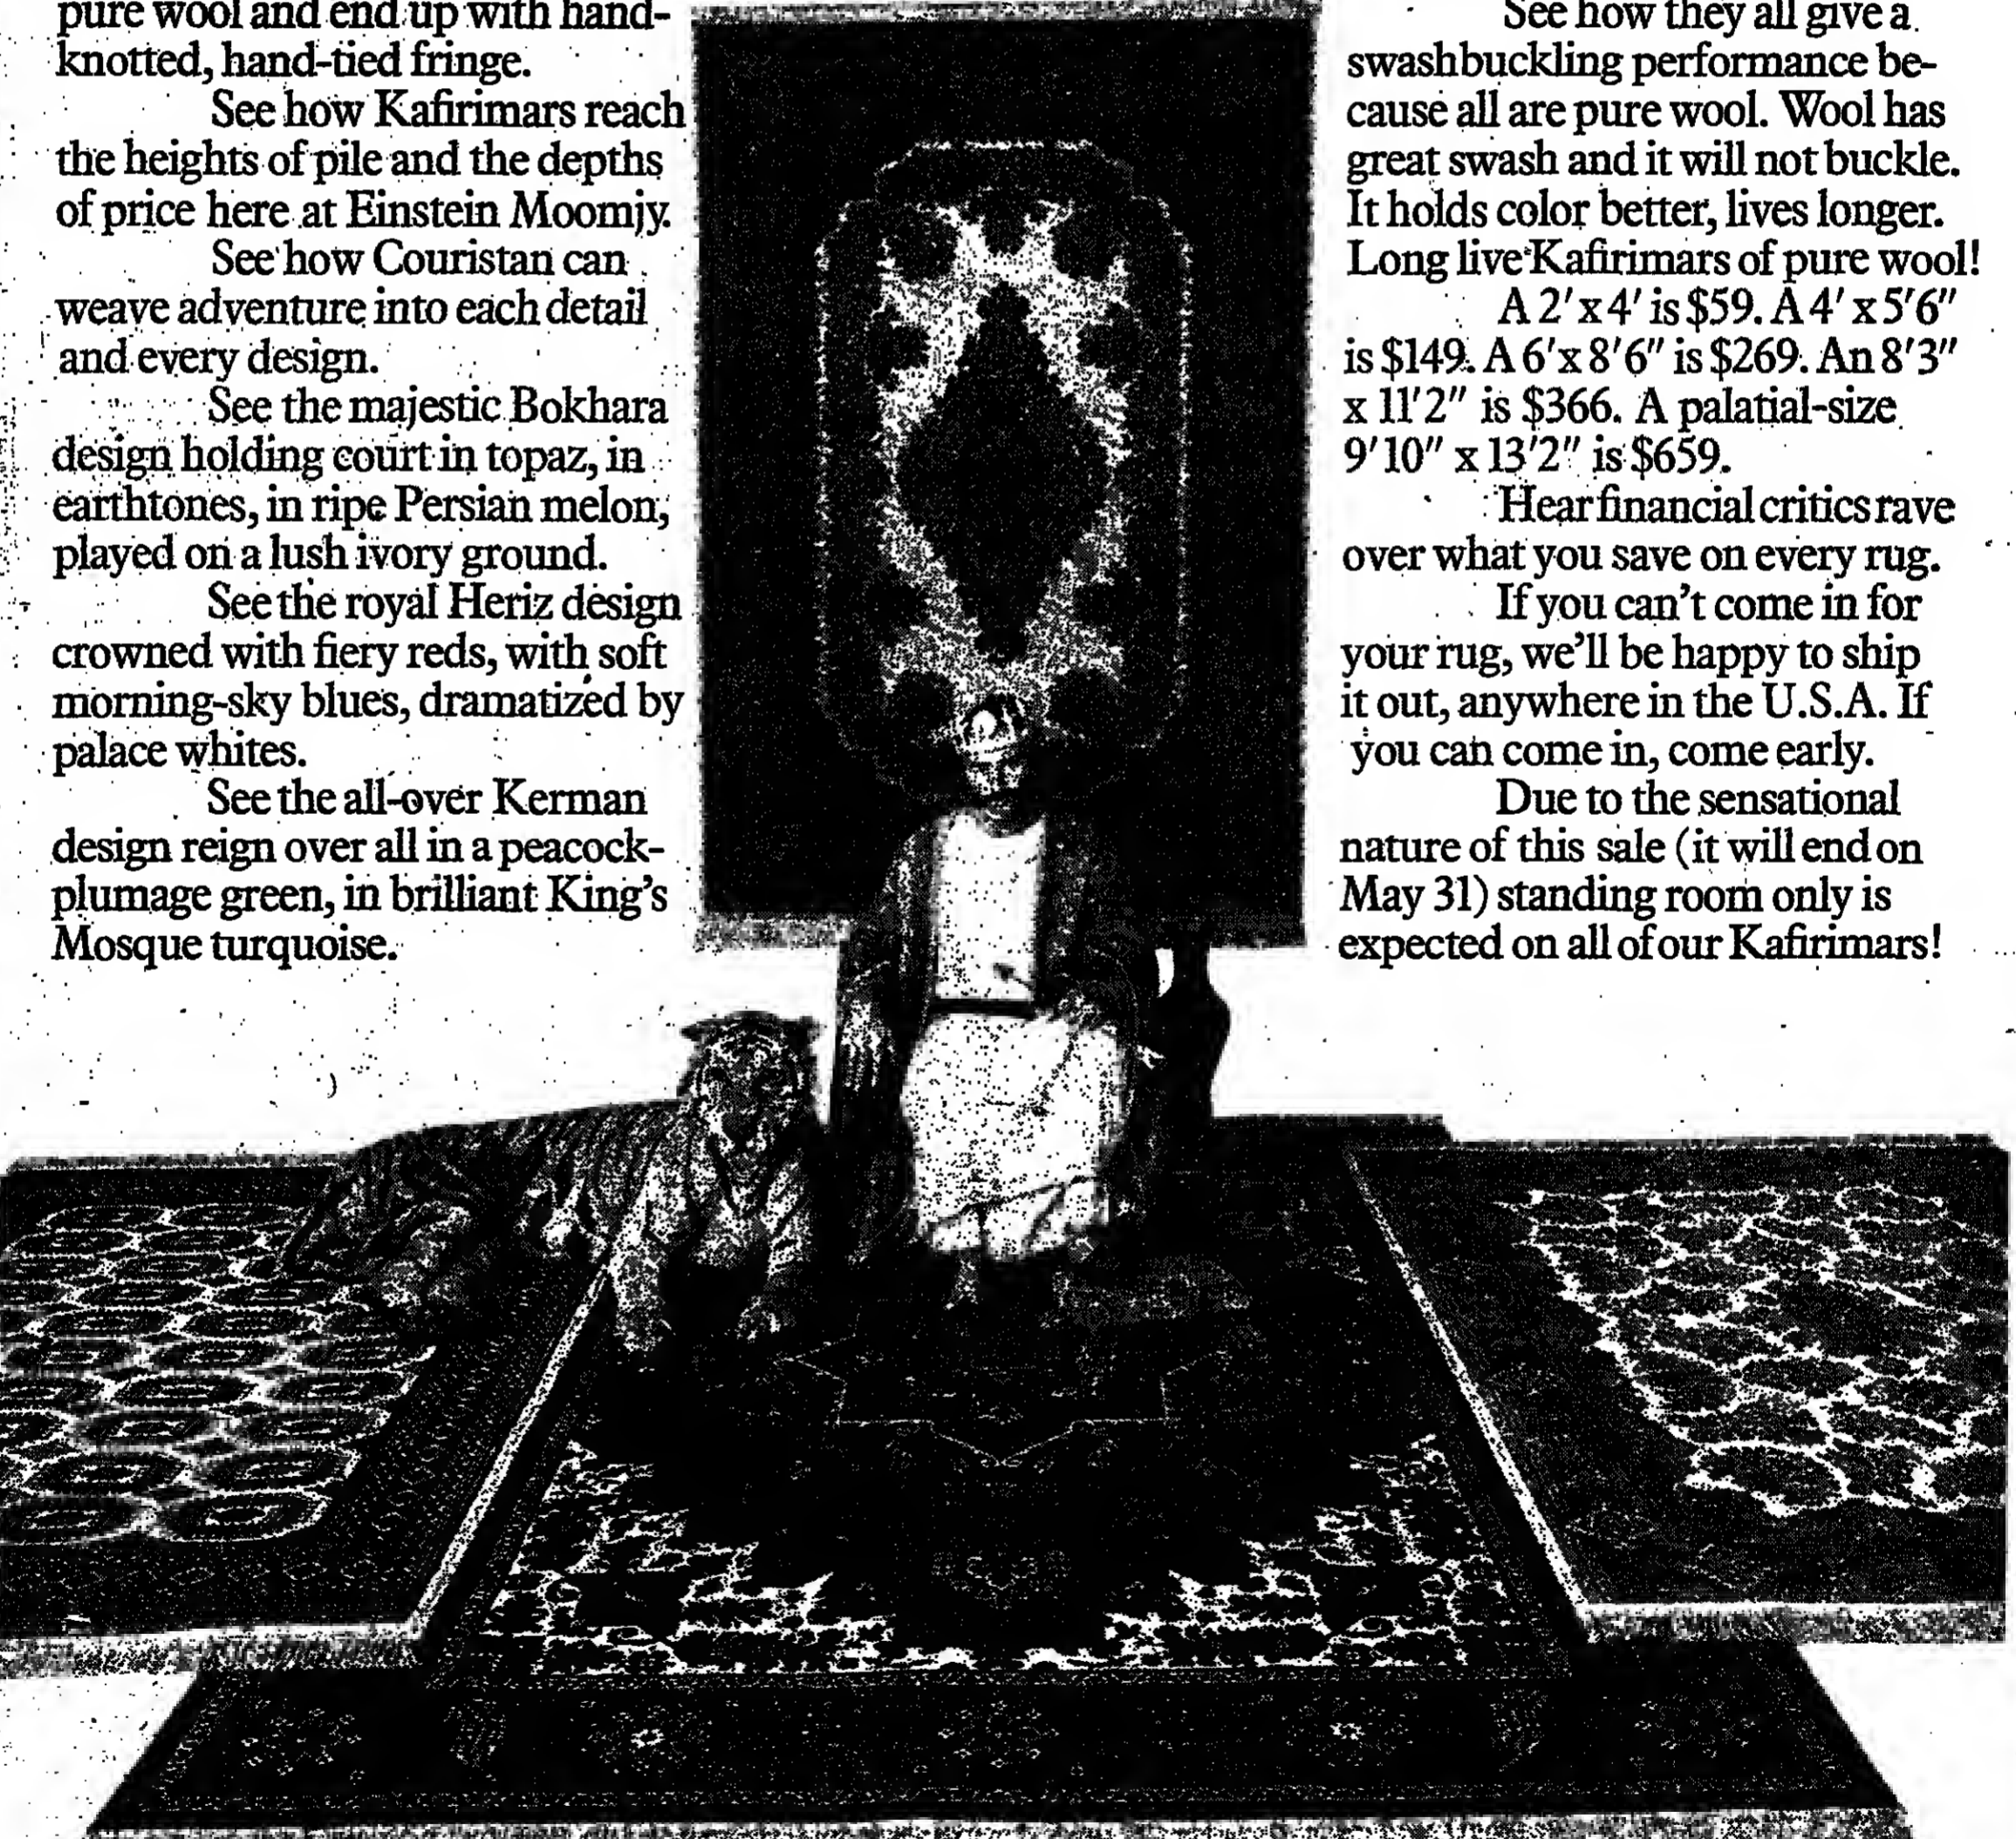 pure wool and end up with hand-
knotted, hand-tied fringe.
See how Kafirimars reach
the heights of pile and the depths
of price here at Einstein Moomjy.
See how Couristan can
weave adventure into each detail
and every design.
See the majestic Bokhara
design holding court in topaz, in
earthtones, in ripe Persian melon,
played on a lush ivory ground.
See the royal Heriz design
crowned with fiery reds, with soft
morning-sky blues, dramatized by
palace whites.
See the all-over Kerman
design reign over all in a peacock-
plumage green, in brilliant King's
Mosque turquoise.
See how they all give a
swashbuckling performance be-
cause all are pure wool. Wool has
great swash and it will not buckle.
It holds color better, lives longer.
Long live Kafirimars of pure wool!
A 2' x 4' is $59. A 4' x 5'6"
is $149. A 6' x 8'6" is $269. An 8'3"
x 11'2" is $366. A palatial-size
9'10" x 13'2" is $659.
Hear financial critics rave
over what you save on every rug.
If you can't come in for
your rug, we'll be happy to ship
it out, anywhere in the U.S.A. If
you can come in, come early.
Due to the sensational
nature of this sale (it will end on
May 31) standing room only is
expected on all of our Kafirimars!